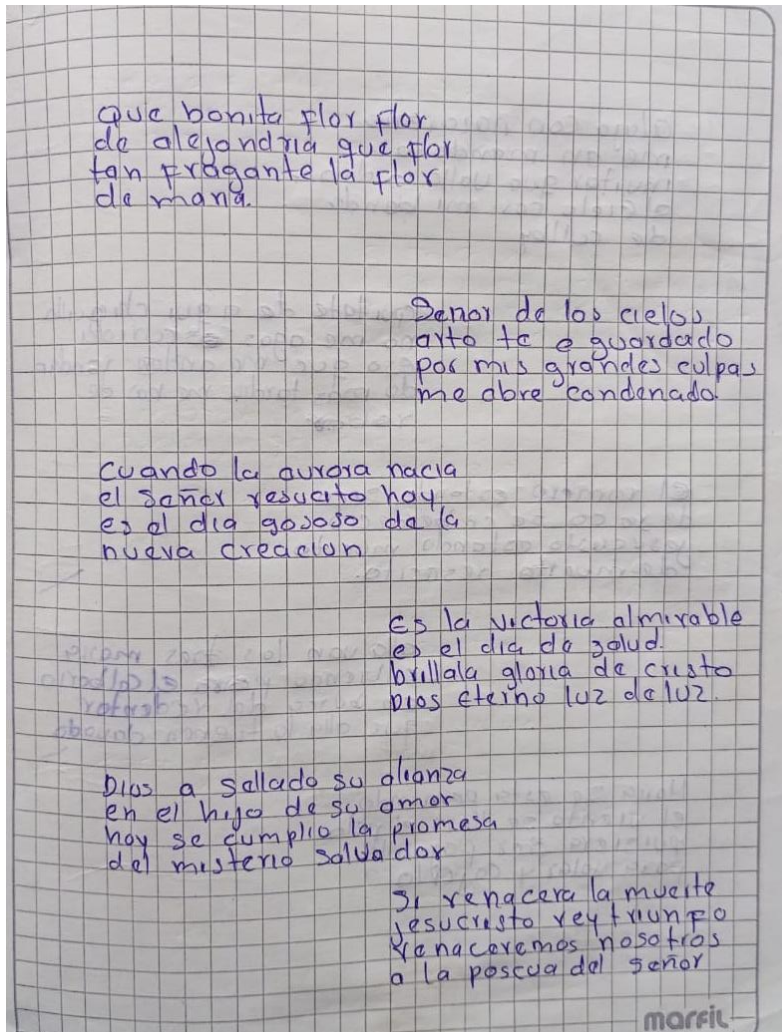 que bonita flor flor
de alejandria que flor
tan fragante la flor
de maria.
Señor de los cielos
arto te e guardado
por mis grandes culpas
me abre condenado.
cuando la aurora nacia
el señor resucito hoy
es el dia gososo de la
nueva creacion
Es la victoria almirable
es el dia de salud.
brillala gloria de cristo
Dios eterno luz de luz.
Dios a sellado su alianza
en el hijo de su amor
hoy se cumplio la promesa
del misterio salvador
Si renacera la muerte
jesucristo rey triunfo
renaceremos nosotros
a la pascua del señor
marfil